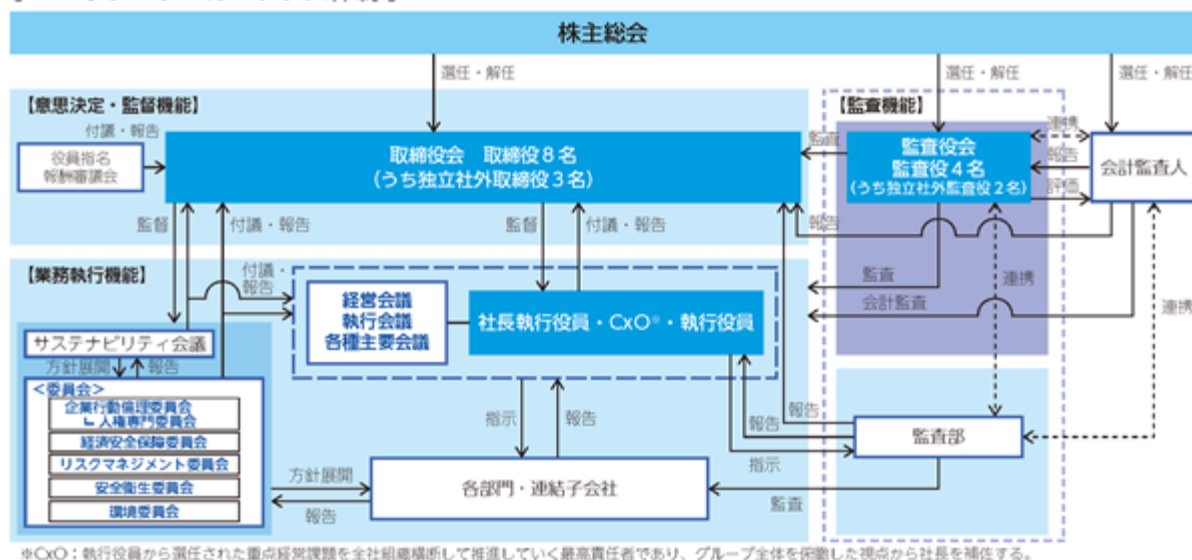 株主総会
選任・解任
選任・解任
選任・解任
【意思決定・監督機能】
【監査機能】
付議・報告
役員指名
報酬審議会
取締役会 取締役8名
(うち独立社外取締役3名)
監査
監査役会
監査役4名
(うち独立社外監査役2名)
連携
報告
評価
会計監査人
監督
付議・報告
監督
付議・報告
報告
【業務執行機能】
付議・
報告
経営会議
執行会議
各種主要会議
社長執行役員・CxO※・執行役員
監査
会計監査
連携
連携
サステナビリティ会議
方針展開
報告
<委員会>
企業行動倫理委員会
┗人権専門委員会
経済安全保障委員会
リスクマネジメント委員会
安全衛生委員会
環境委員会
指示
報告
報告
報告
指示
監査部
方針展開
報告
各部門・連結子会社
監査
※CxO:執行役員から選任された重点経営課題を全社組織横断して推進していく最高責任者であり、グループ全体を俯瞰した視点から社長を補佐する。